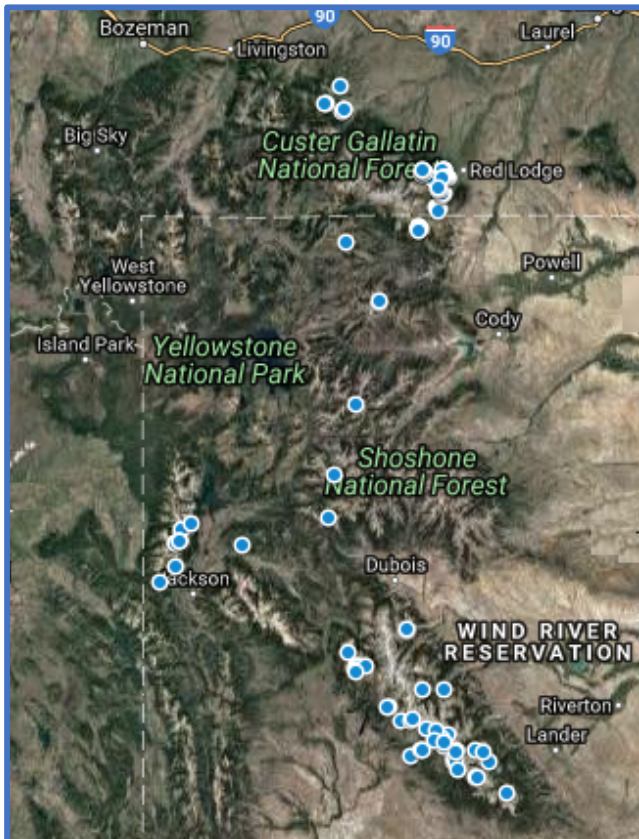 90
Bozeman
Livingston
90
Laurel
Big Sky
Custer Gallatin
National Forest
Red Lodge
West
Yellowstone
Powell
Island Park
Yellowstone
National Park
Cody
Shoshone
National Forest
Jackson
Dubois
WIND RIVER
RESERVATION
Riverton
Lander